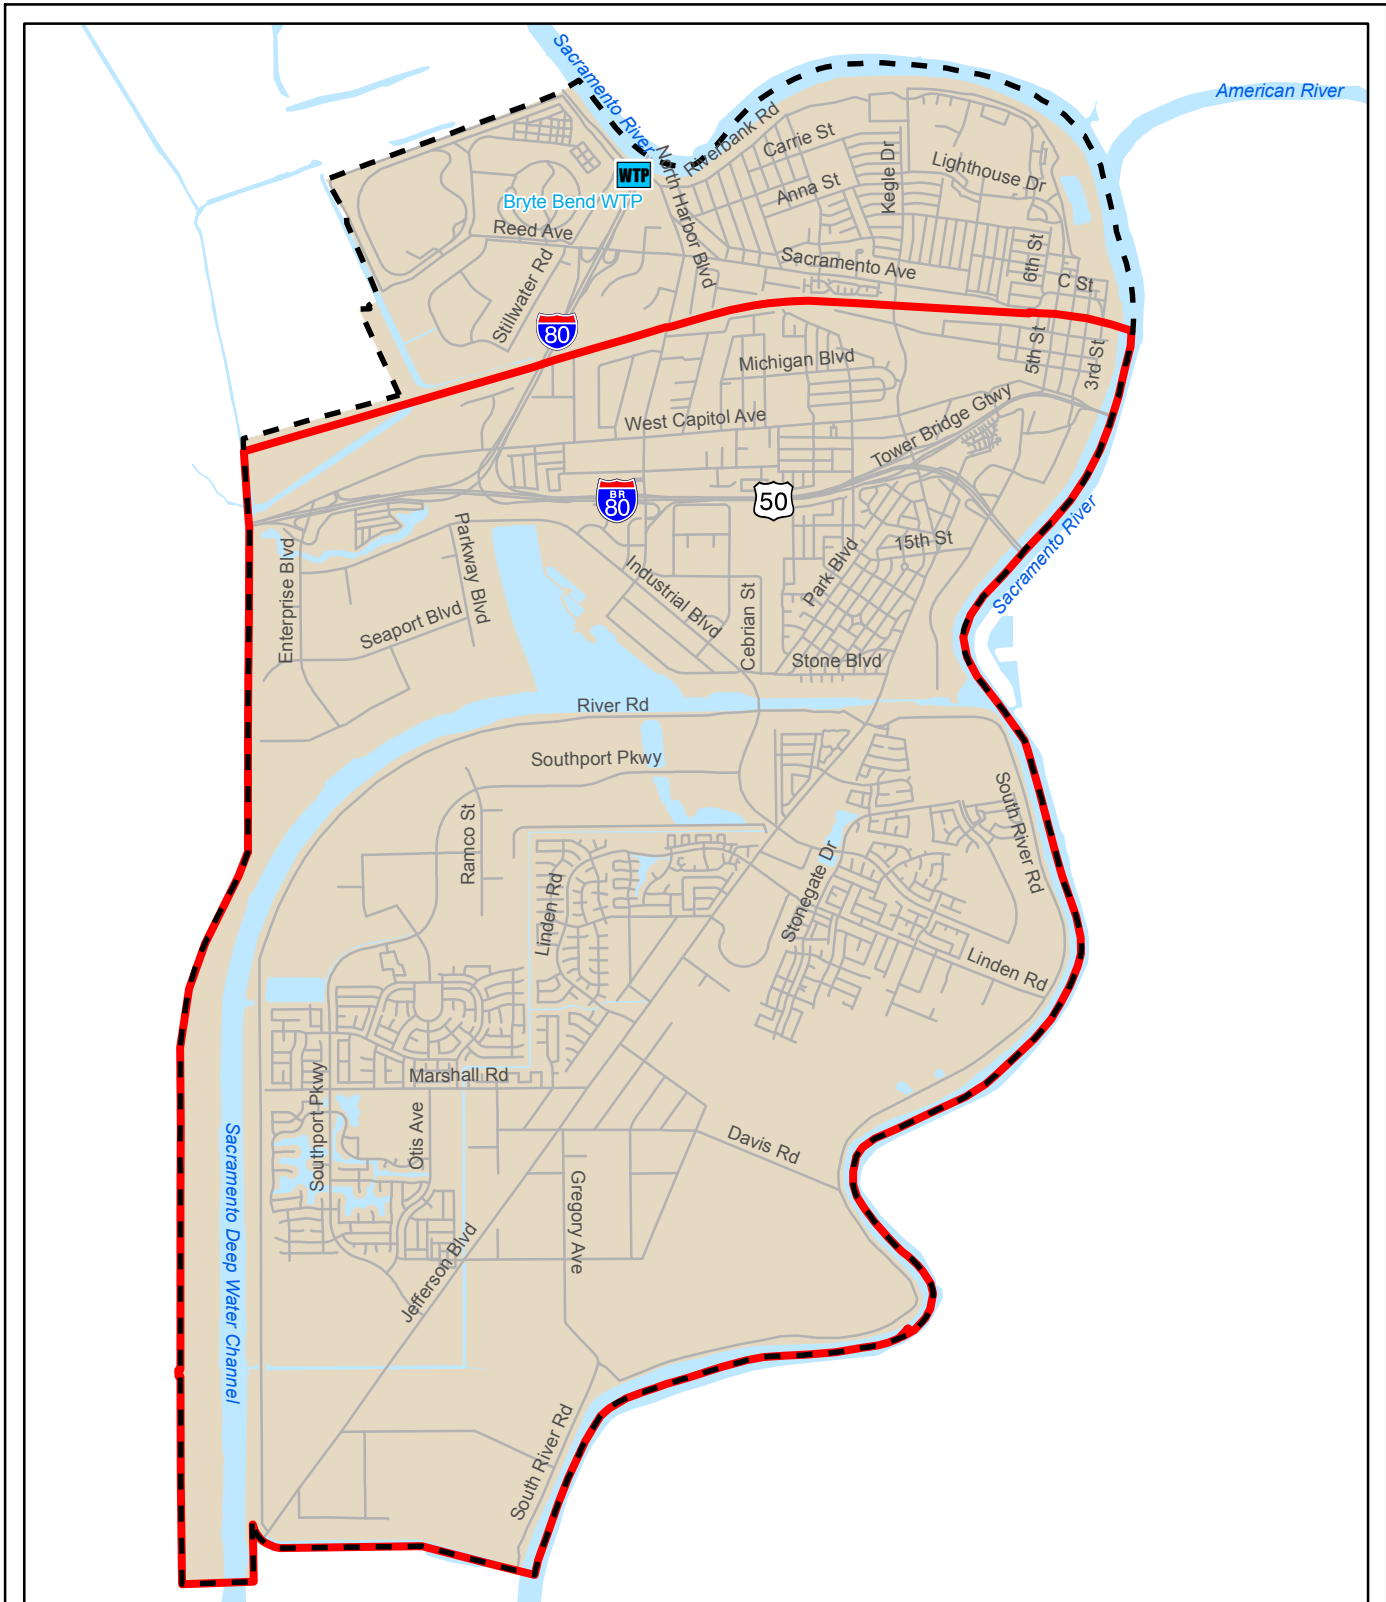 Sacramento River
American River
Riverbank Rd
Carrie St
Lighthouse Dr
Kegle Dr
WTP
Bryte Bend WTP
Anna St
North Harbor Blvd
Reed Ave
Sacramento Ave
6th St
C St
Stillwater Rd
80
5th St
3rd St
Michigan Blvd
West Capitol Ave
Tower Bridge Gtwy
BR
80
50
Sacramento River
Enterprise Blvd
Parkway Blvd
15th St
Park Blvd
Industrial Blvd
Cebrian St
Seaport Blvd
Stone Blvd
River Rd
Southport Pkwy
South River Rd
Ramco St
Linden Rd
Stonegate Dr
Linden Rd
Marshall Rd
Southport Pkwy
Otis Ave
Davis Rd
Sacramento Deep Water Channel
Gregory Ave
Jefferson Blvd
South River Rd